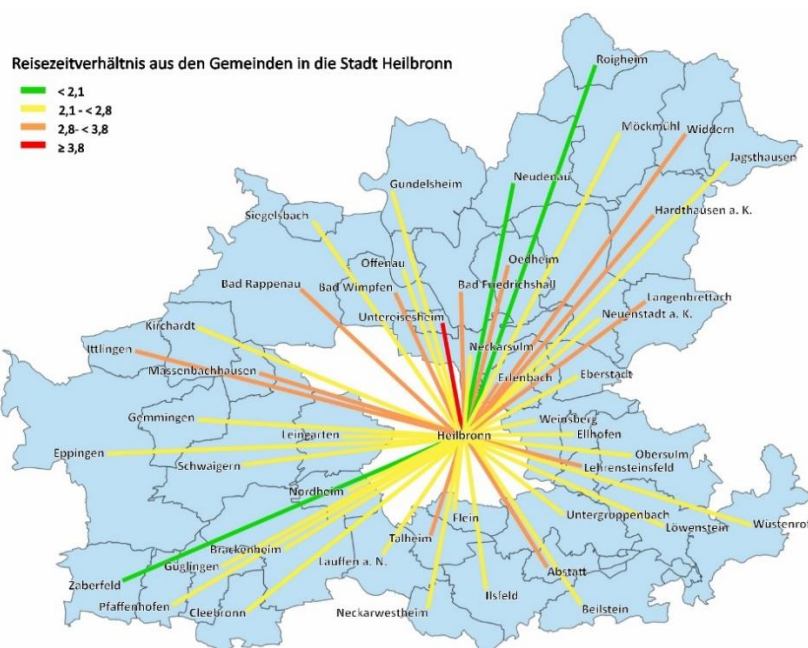 Reisezeitverhältnis aus den Gemeinden in die Stadt Heilbronn
< 2,1
2,1 - < 2,8
2,8- < 3,8
≥ 3,8
Roigheim
Möckmühl
Widdern
Jagsthausen
Neudenau
Gundelsheim
Siegelsbach
Hardthausen a. K.
Offenau
Oedheim
Bad Rappenau
Bad Wimpfen
Bad Friedrichshall
Langenbrettach
Untereisesheim
Neuenstadt a. K.
Kirchardt
Ittlingen
Neckarsulm
Massenbachhausen
Erlenbach
Eberstadt
Gemmingen
Weinsberg
Leingarten
Heilbronn
Ellhofen
Eppingen
Obersulm
Schwaigern
Lehrensteinsfeld
Nordheim
Flein
Untergruppenbach
Löwenstein
Wüstenrot
Talheim
Brackenheim
Güglingen
Lauffen a. N.
Abstatt
Zaberfeld
Pfaffenhofen
Cleebronn
Neckarwestheim
Ilsfeld
Beilstein